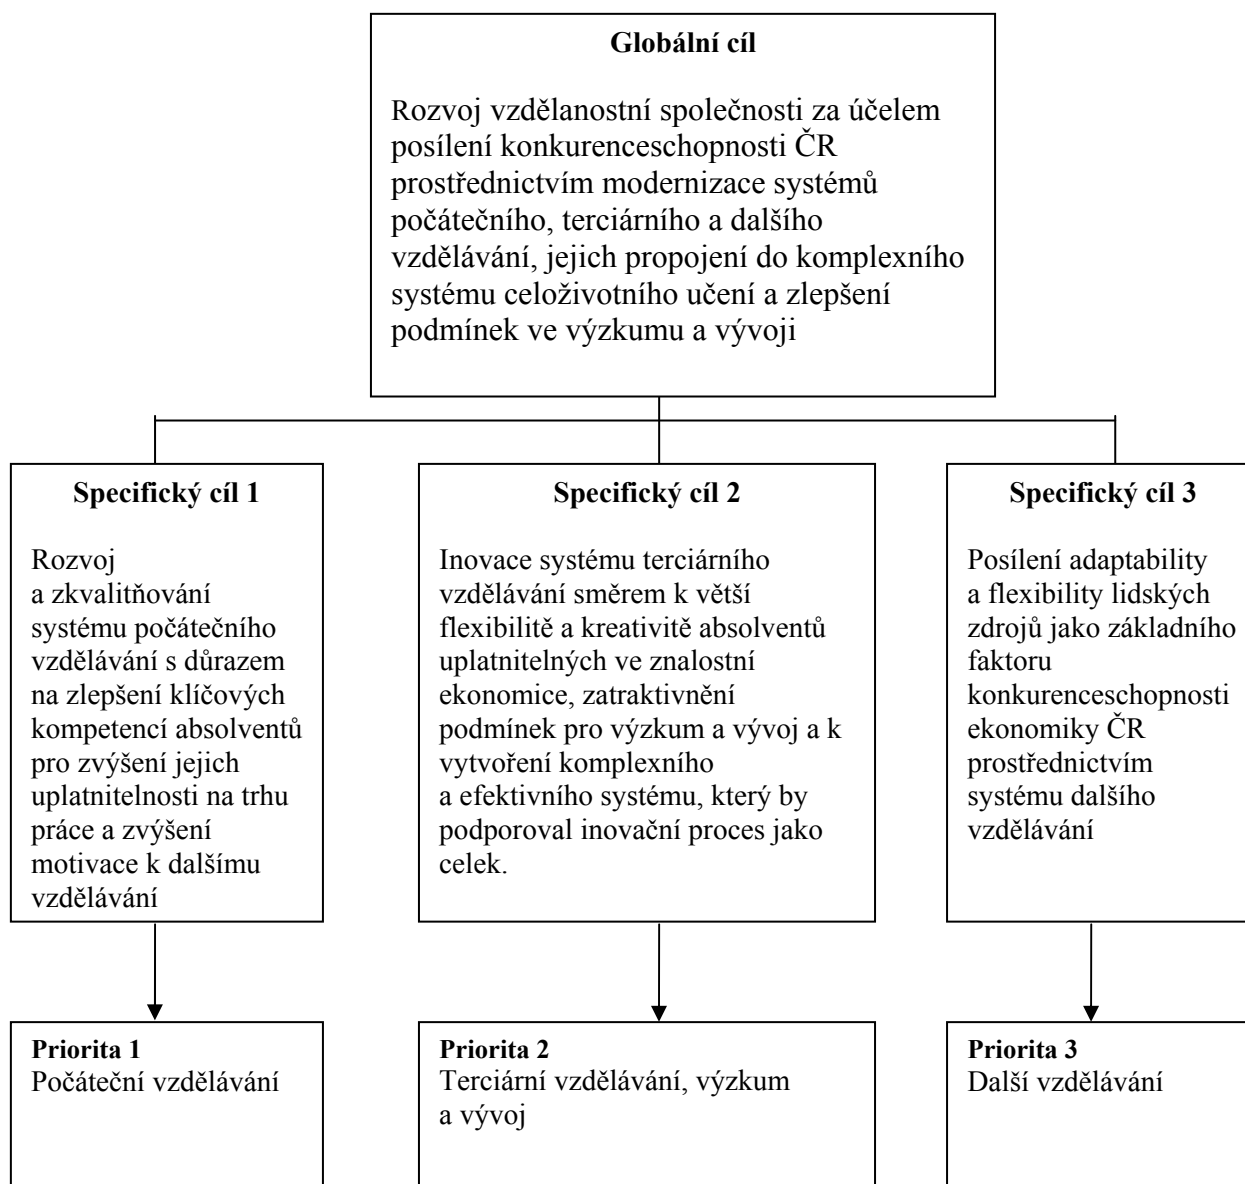 Globální cíl
Rozvoj vzdělanostní společnosti za účelem
posílení konkurenceschopnosti ČR
prostřednictvím modernizace systémů
počátečního, terciárního a dalšího
vzdělávání, jejich propojení do komplexního
systému celoživotního učení a zlepšení
podmínek ve výzkumu a vývoji
Specifický cíl 1
Rozvoj
a zkvalitňování
systému počátečního
vzdělávání s důrazem
na zlepšení klíčových
kompetencí absolventů
pro zvýšení jejich
uplatnitelnosti na trhu
práce a zvýšení
motivace k dalšímu
vzdělávání
Specifický cíl 2
Inovace systému terciárního
vzdělávání směrem k větší
flexibilitě a kreativitě absolventů
uplatnitelných ve znalostní
ekonomice, zatraktivnění
podmínek pro výzkum a vývoj a k
vytvoření komplexního
a efektivního systému, který by
podporoval inovační proces jako
celek.
Specifický cíl 3
Posílení adaptability
a flexibility lidských
zdrojů jako základního
faktoru
konkurenceschopnosti
ekonomiky ČR
prostřednictvím
systému dalšího
vzdělávání
Priorita 1
Počáteční vzdělávání
Priorita 2
Terciární vzdělávání, výzkum
a vývoj
Priorita 3
Další vzdělávání